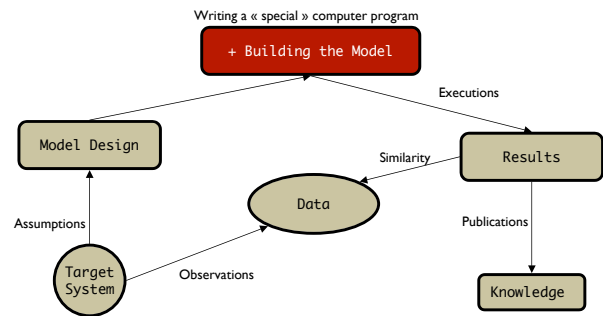 Writing a « special » computer program
+ Building the Model
Executions
Model Design
Similarity
Results
Data
Assumptions
Publications
Target
System
Observations
Knowledge